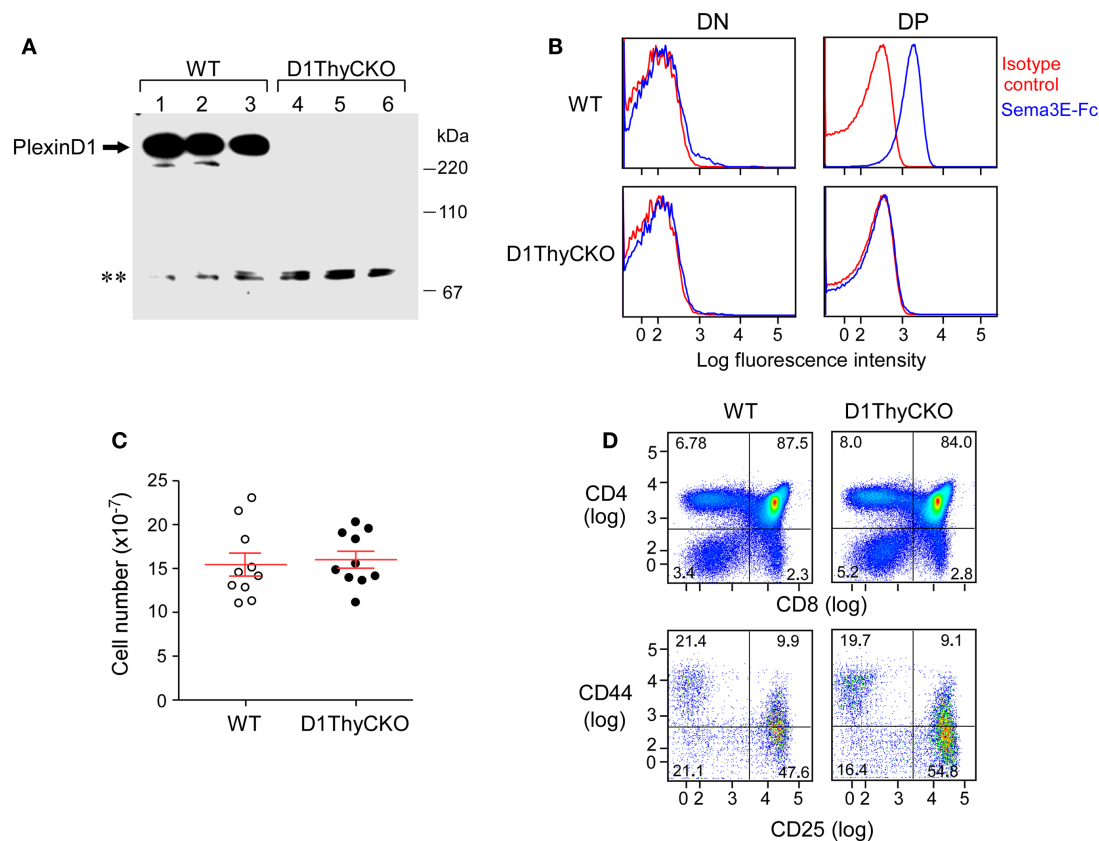 A
WT D1ThyCKO
1 2 3 4 5 6
kDa
PlexinD1
220
110
**
67
B
DN DP
WT
Isotype
control
Sema3E-Fc
D1ThyCKO
0 2 3 4 5 0 2 3 4 5
Log fluorescence intensity
C
Cell number (x10-7)
25
20
15
10
5
0
WT D1ThyCKO
D
WT D1ThyCKO
6.78 87.5 8.0 84.0
5
4
3
2
0
CD4
(log)
3.4 2.3 5.2 2.8
CD8 (log)
21.4 9.9 19.7 9.1
5
4
3
2
0
CD44
(log)
21.1 47.6 16.4 54.8
0 2 3 4 5 0 2 3 4 5
CD25 (log)